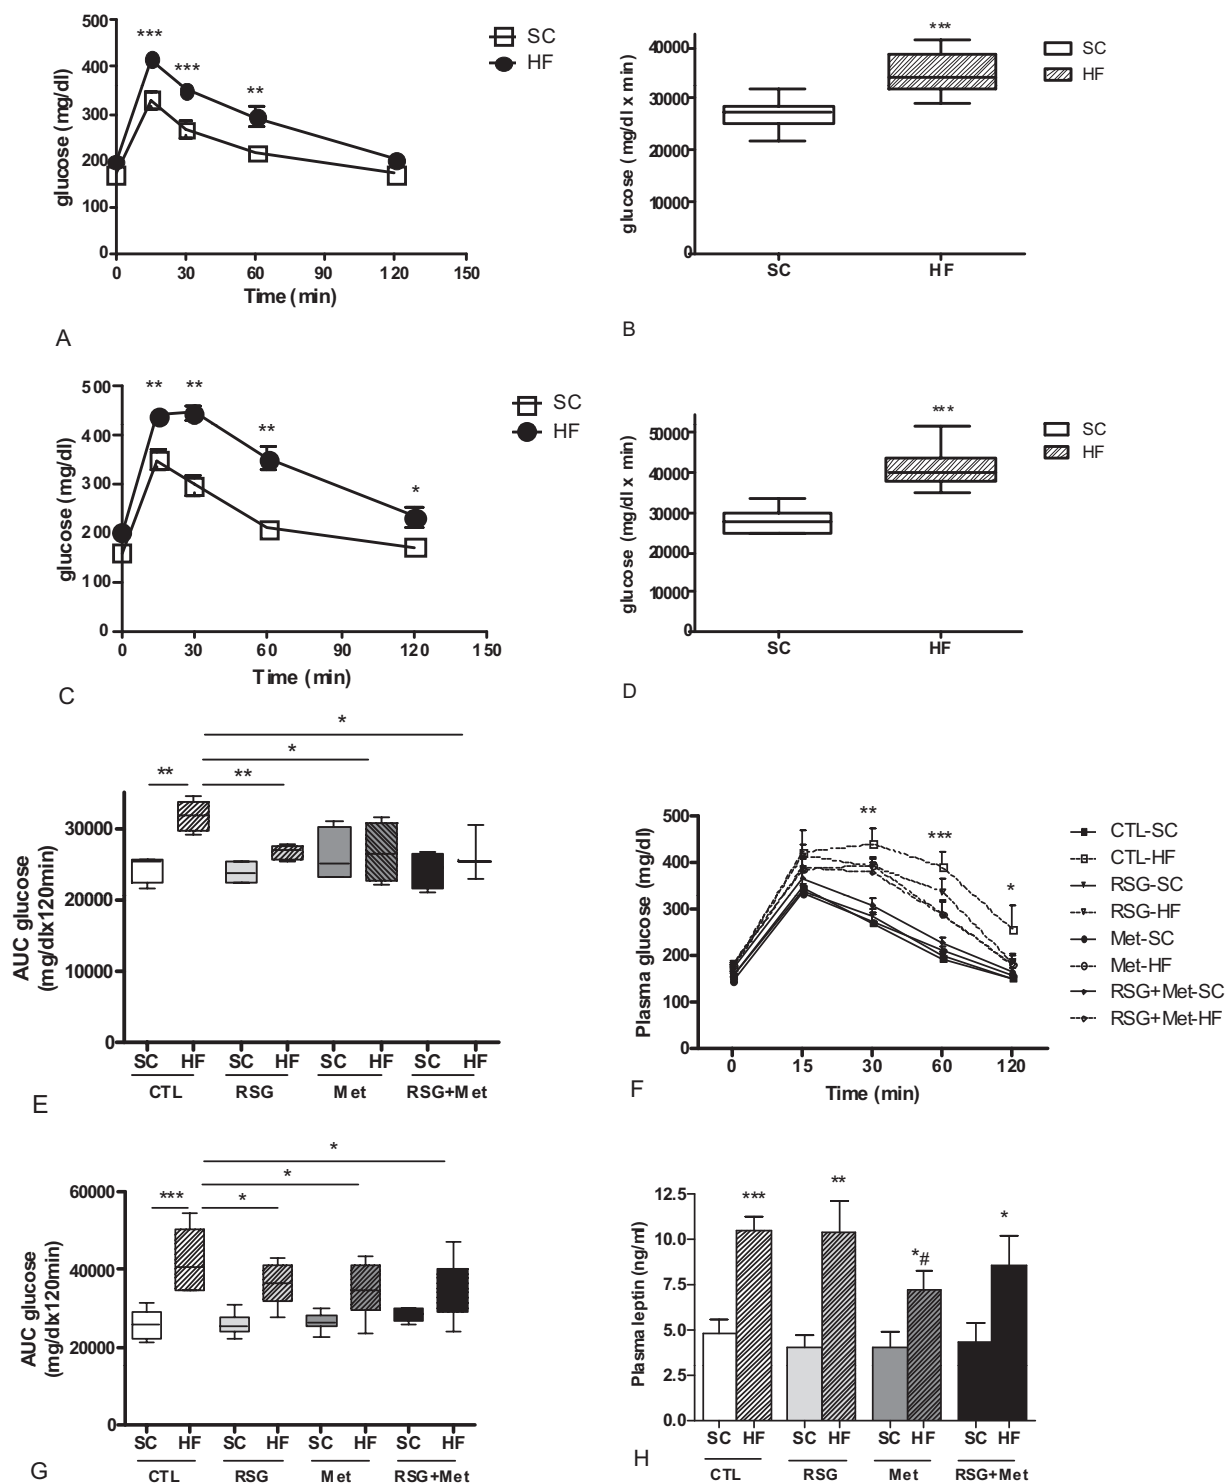 500
400
300
200
100
0
glucose (mg/dl)
***
***
**
SC
HF
0 30 60 90 120 150
Time (min)
A
40000
30000
20000
10000
0
glucose (mg/dl x min)
***
SC
HF
SC HF
B
500
400
300
200
100
0
glucose (mg/dl)
** **
**
*
SC
HF
0 30 60 90 120 150
Time (min)
C
50000
40000
30000
20000
10000
0
glucose (mg/dl x min)
***
SC
HF
SC HF
D
*
*
** **
30000
20000
10000
0
AUC glucose
(mg/dlx120min)
SC HF SC HF SC HF SC HF
CTL RSG Met RSG+Met
E
500
400
300
200
100
0
Plasma glucose (mg/dl)
**
***
*
0 15 30 60 120
Time (min)
CTL-SC
CTL-HF
RSG-SC
RSG-HF
Met-SC
Met-HF
RSG+Met-SC
RSG+Met-HF
F
*
*
*** *
60000
40000
20000
0
AUC glucose
(mg/dlx120min)
SC HF SC HF SC HF SC HF
CTL RSG Met RSG+Met
G
12.5
10.0
7.5
5.0
2.5
0.0
Plasma leptin (ng/ml)
*** ** *# *
SC HF SC HF SC HF SC HF
CTL RSG Met RSG+Met
H